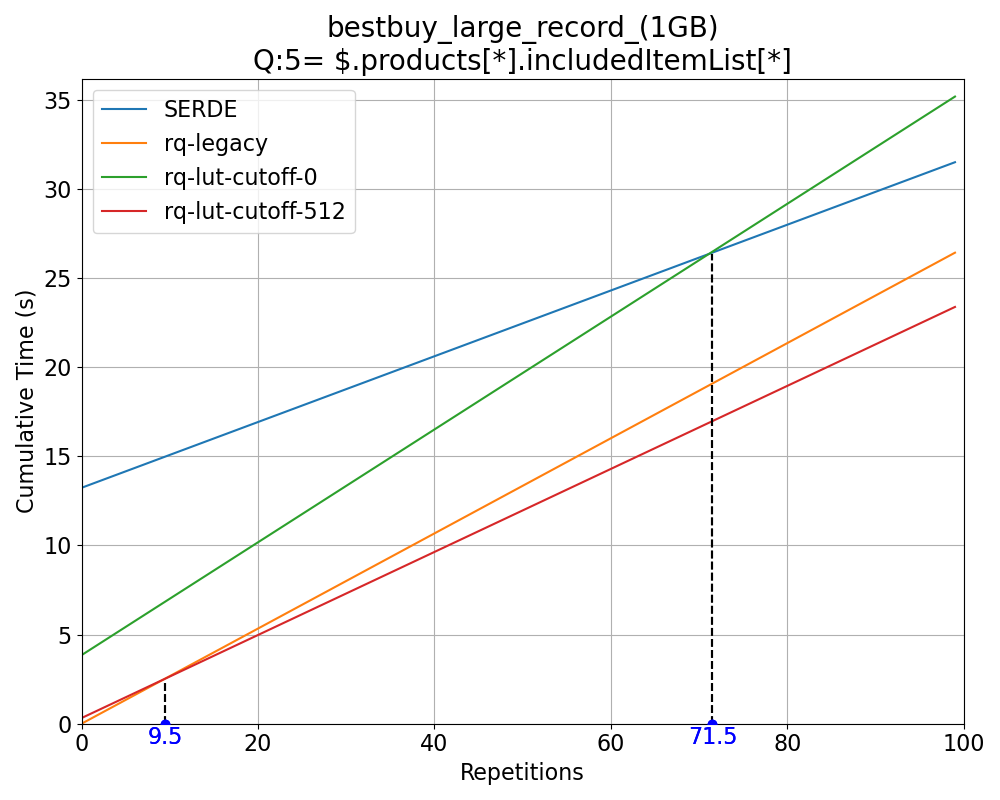 bestbuy_large_record_(1GB)
Q:5= $.products[*].includedItemList[*]
SERDE
rq-legacy
rq-lut-cutoff-0
rq-lut-cutoff-512
Cumulative Time (s)
35
30
25
20
15
10
5
0
0
20
40
60
80
100
9.5
71.5
Repetitions